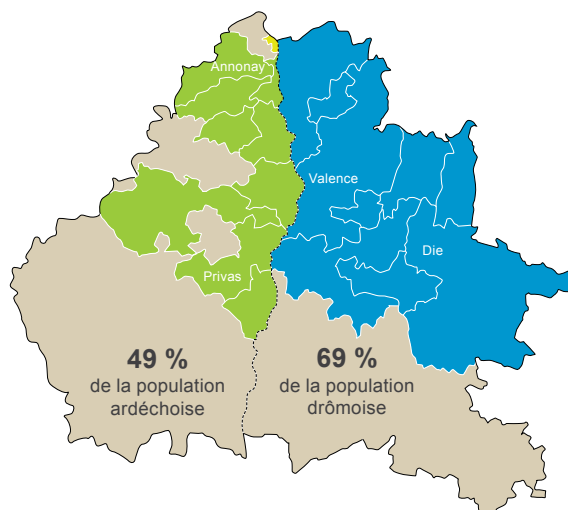 Annonay
Valence
Die
Privas
49 %
de la population
ardéchoise
69 %
de la population
drômoise